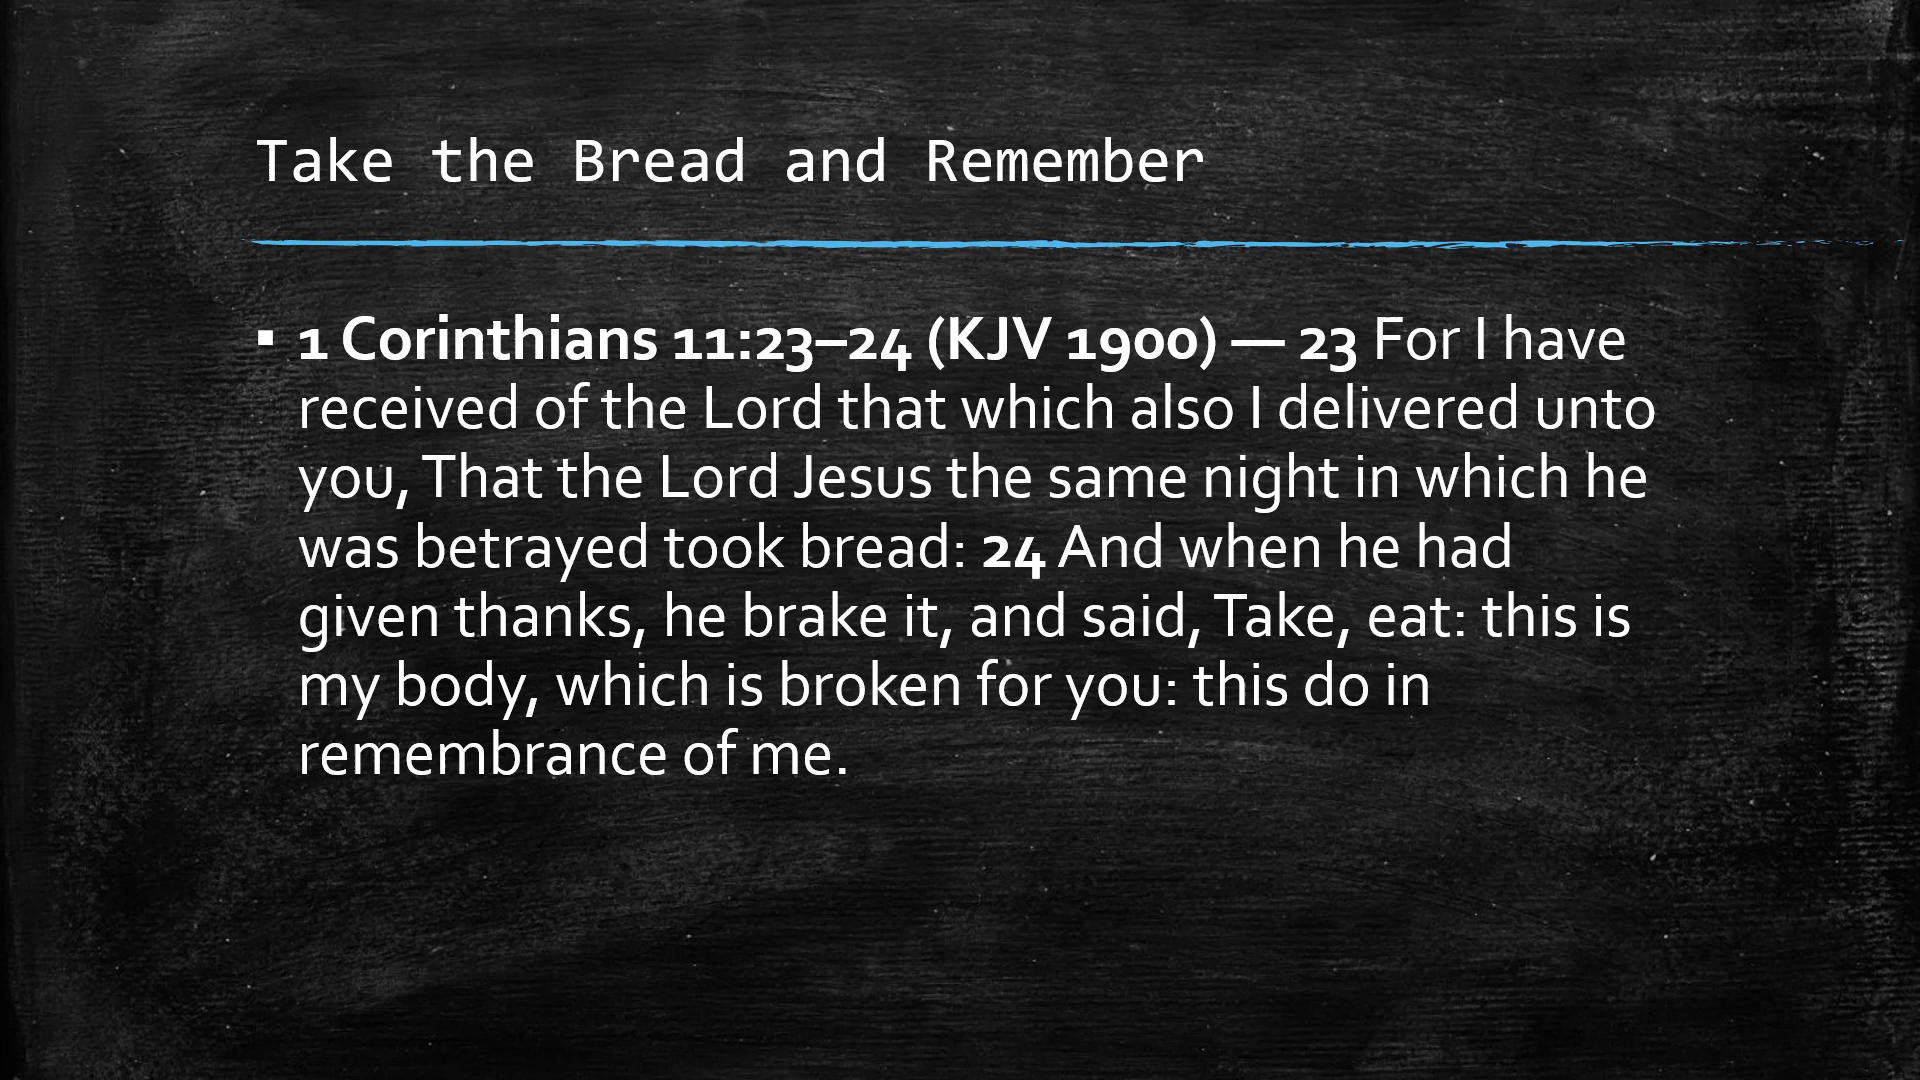 Take the Bread and Remember
▪ 1 Corinthians 11:23–24 (KJV 1900) — 23 For I have
received of the Lord that which also I delivered unto
you, That the Lord Jesus the same night in which he
was betrayed took bread: 24 And when he had
given thanks, he brake it, and said, Take, eat: this is
my body, which is broken for you: this do in
remembrance of me.